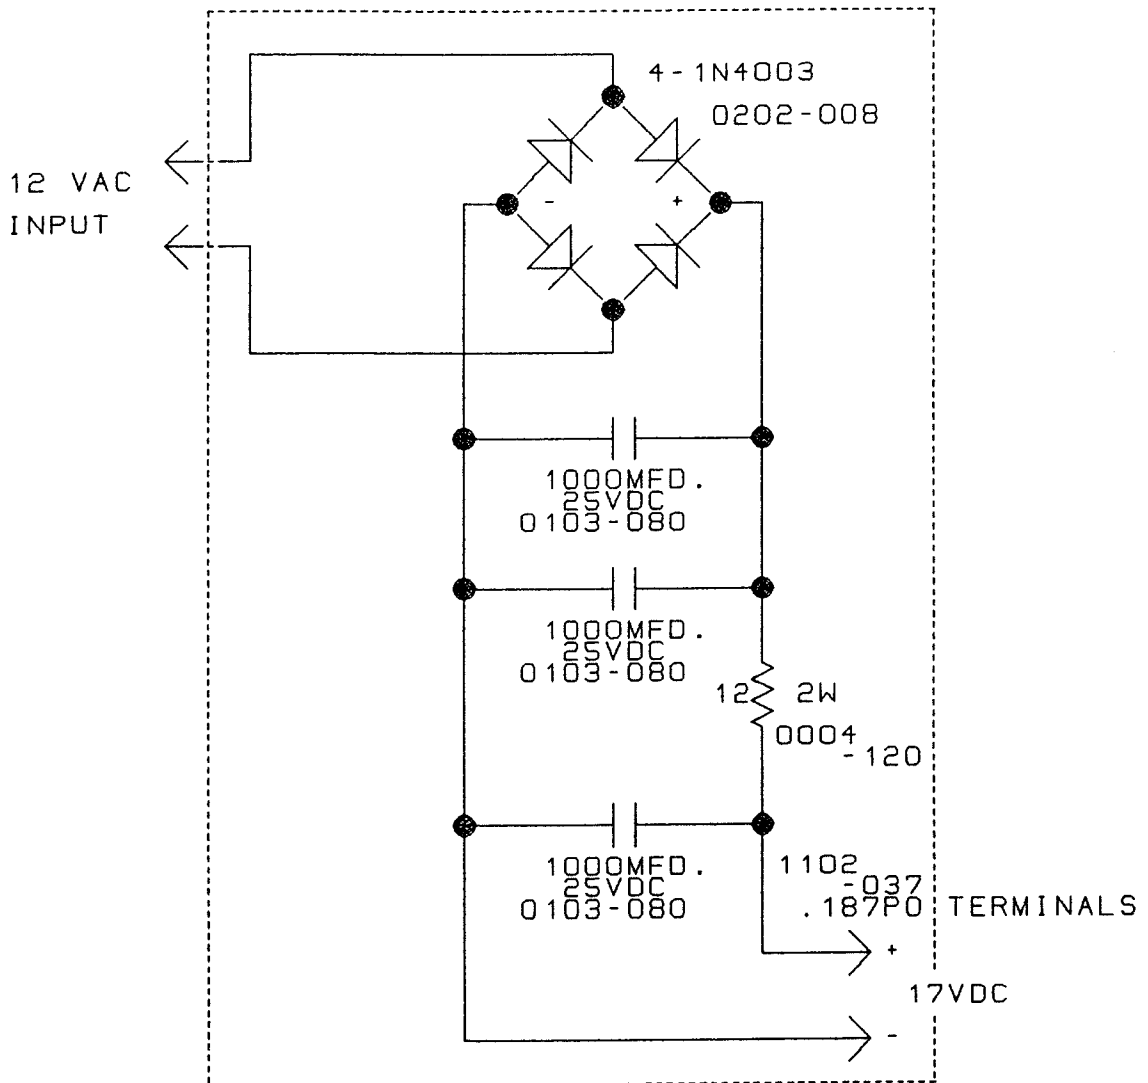 4-1N4003
0202-008
12 VAC
INPUT
- +
1000MFD.
25VDC
0103-080
1000MFD.
25VDC
0103-080
12 2W
0004
-120
1000MFD.
25VDC
0103-080
1102
-037
.187PO TERMINALS
+
17VDC
-